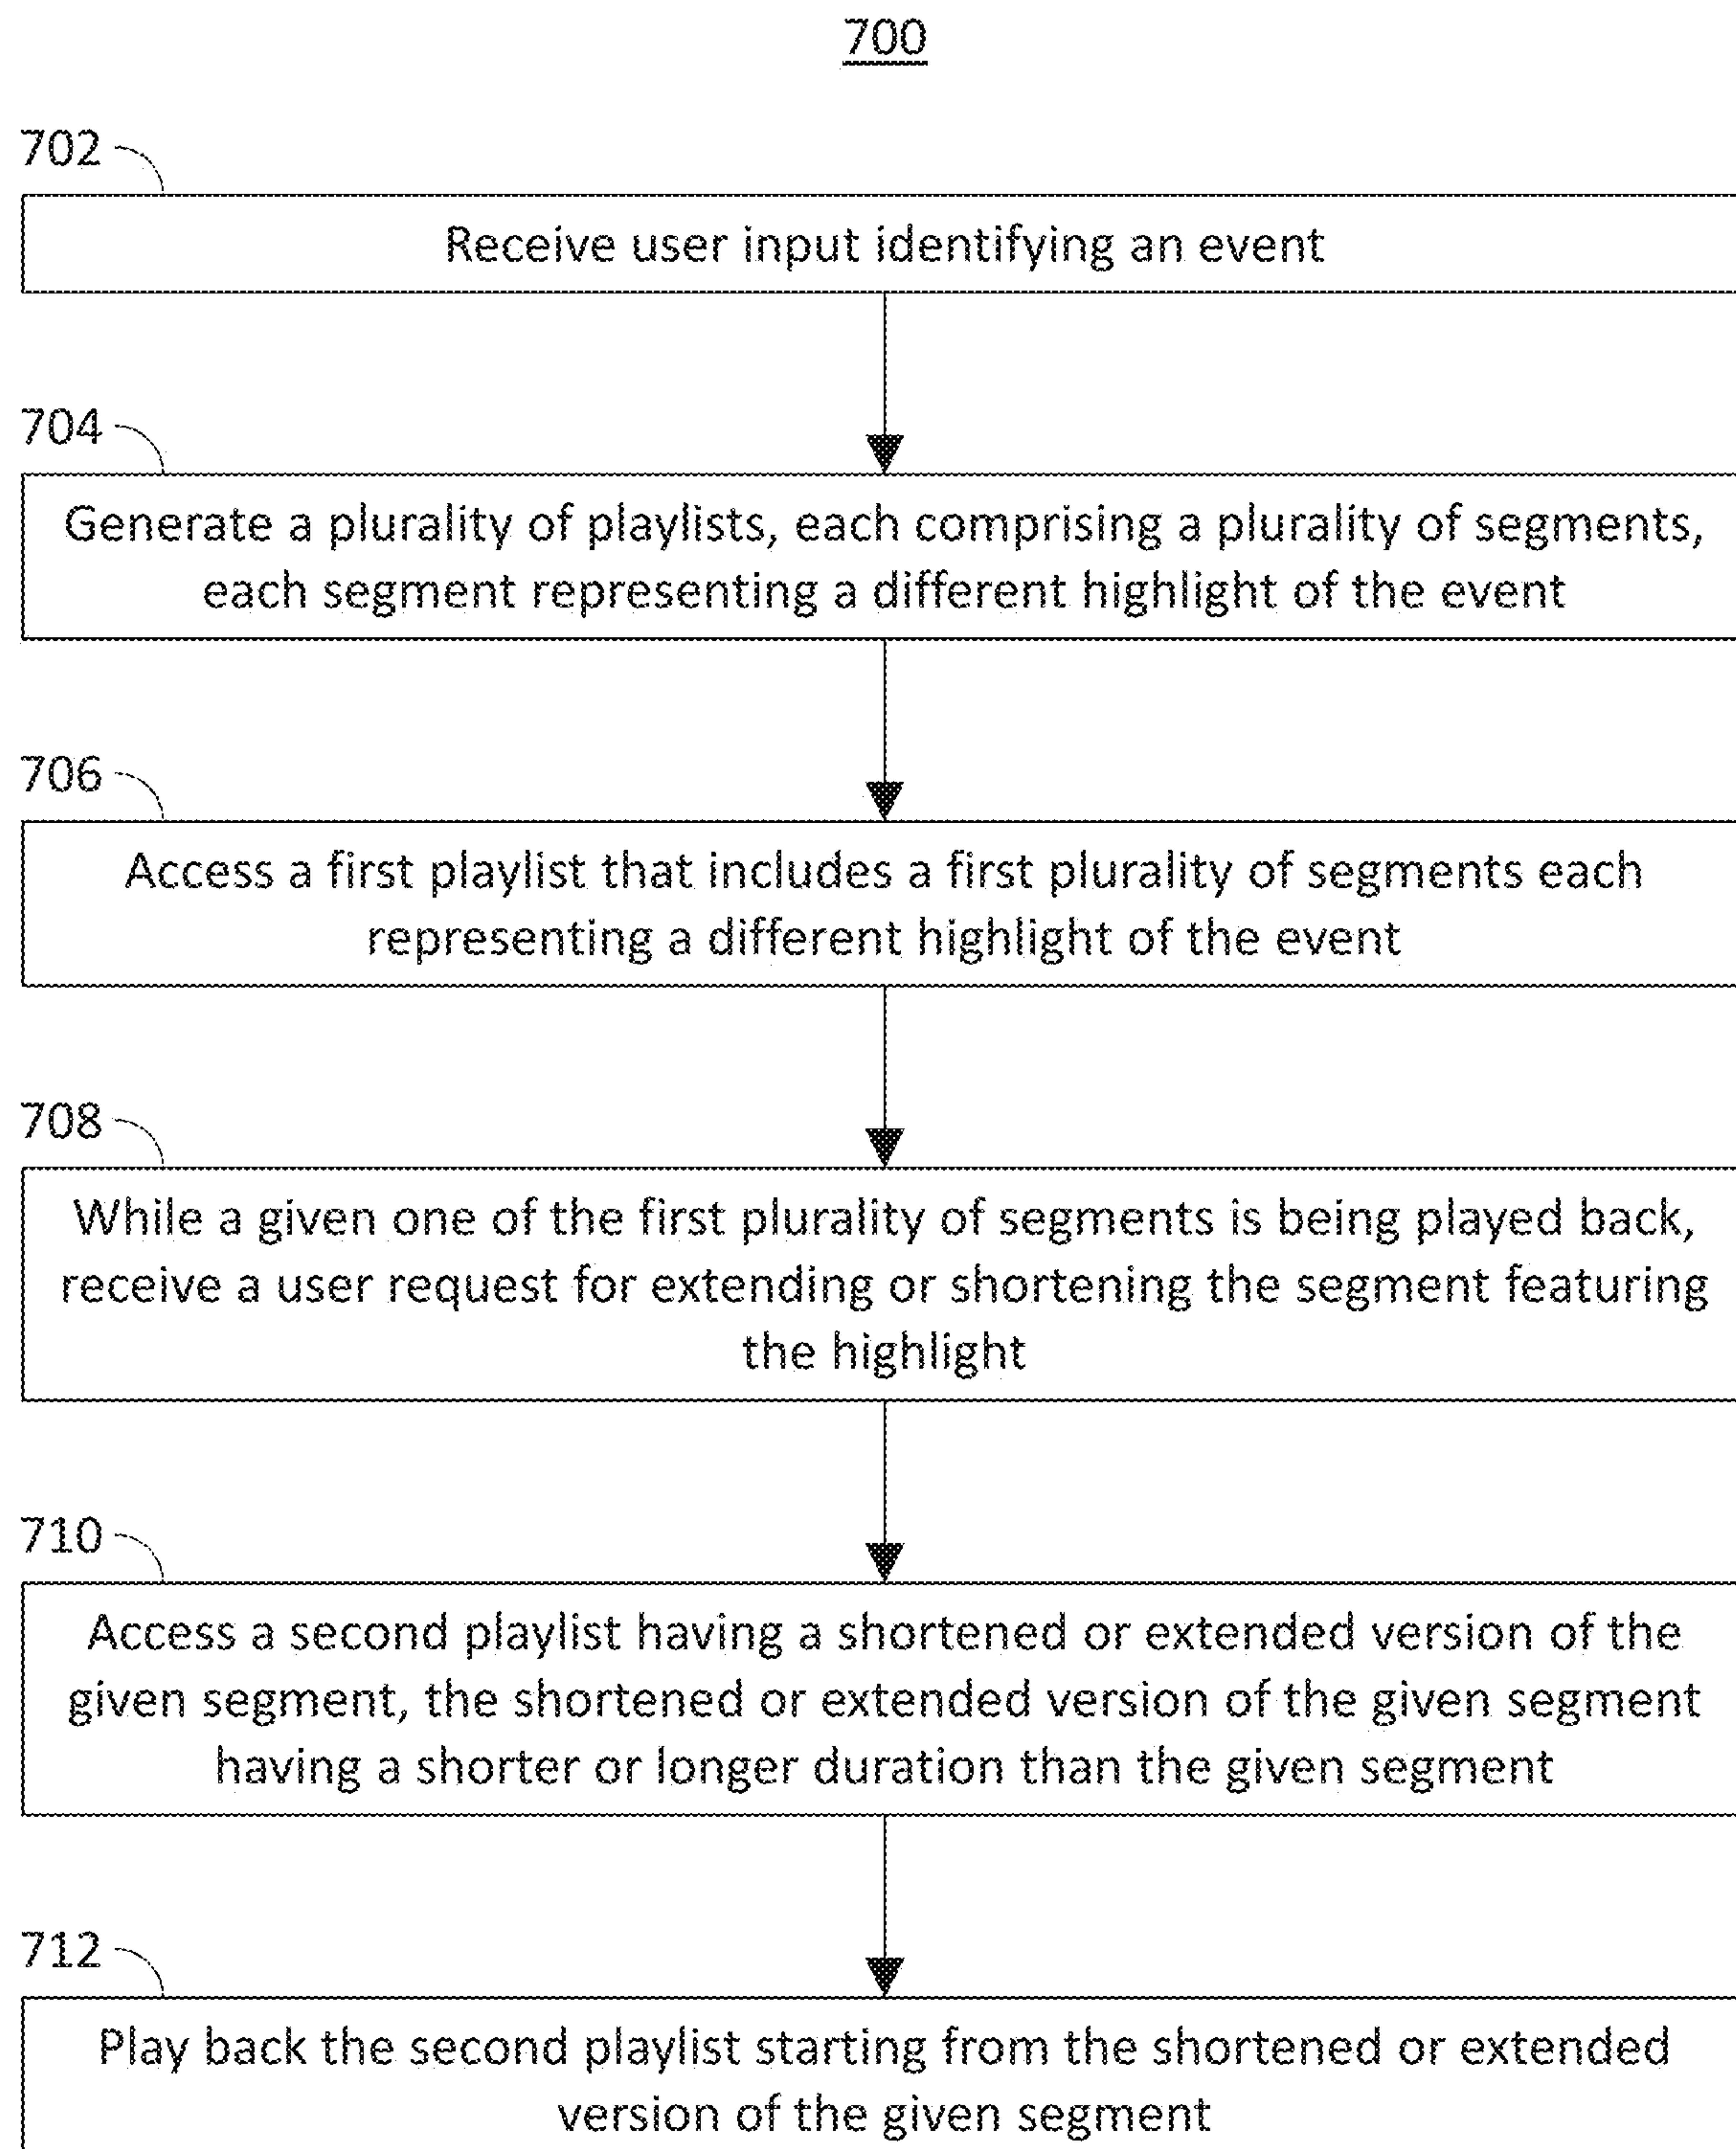 700
702
Receive user input identifying an event
704
Generate a plurality of playlists, each comprising a plurality of segments,
each segment representing a different highlight of the event
706
Access a first playlist that includes a first plurality of segments each
representing a different highlight of the event
708
While a given one of the first plurality of segments is being played back,
receive a user request for extending or shortening the segment featuring
the highlight
710
Access a second playlist having a shortened or extended version of the
given segment, the shortened or extended version of the given segment
having a shorter or longer duration than the given segment
712
Play back the second playlist starting from the shortened or extended
version of the given segment